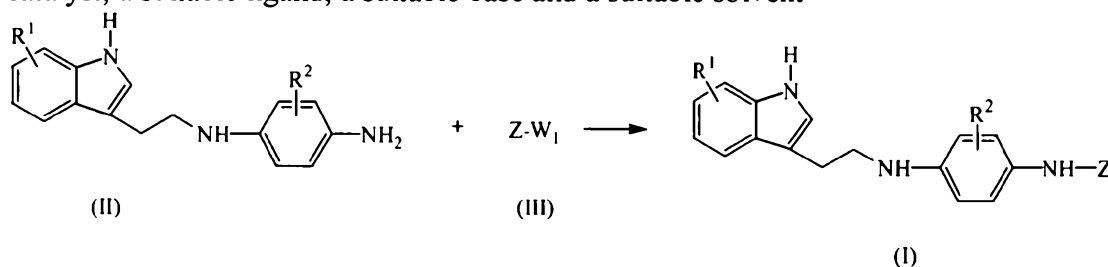 catalyst, a suitable ligand, a suitable base and a suitable solvent.
R¹ H N NH R² NH₂ + Z-W₁ R¹ H N NH R² NH–Z
(II) (III) (I)